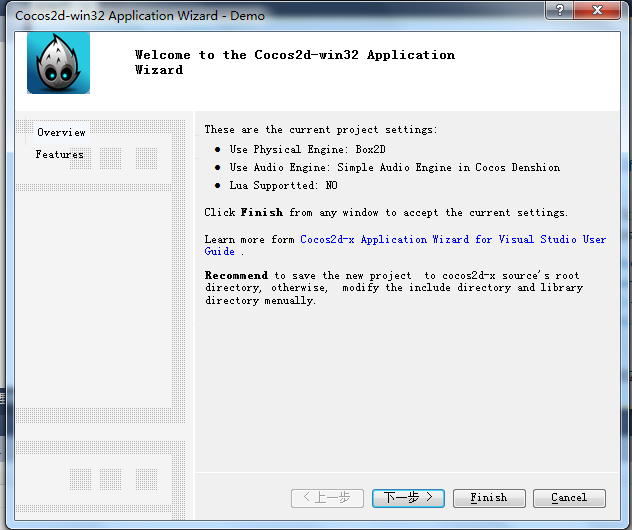 Cocos2d-win32 Application Wizard - Demo
?
Welcome to the Cocos2d-win32 Application
Wizard
Overview
Features
These are the current project settings:
● Use Physical Engine: Box2D
● Use Audio Engine: Simple Audio Engine in Cocos Denshion
● Lua Supportted: NO
Click Finish from any window to accept the current settings.
Learn more form Cocos2d-x Application Wizard for Visual Studio User
Guide .
Recommend to save the new project to cocos2d-x source's root
directory, otherwise, modify the include directory and library
directory menually.
< 上一步
下一步 >
Finish
Cancel